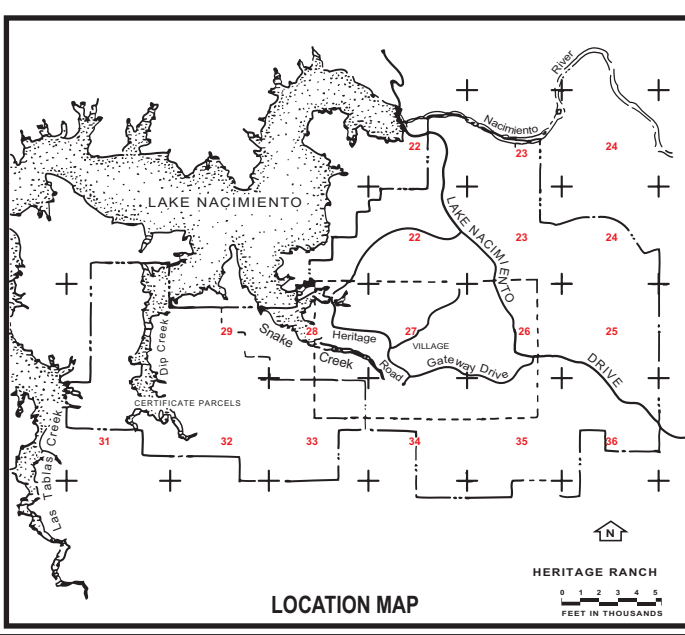 River
Nacimiento
22
23
24
LAKE NACIMIENTO
LAKE NACIMIENTO
22
23
24
29
Snake
28
Heritage
27
26
25
Dip Creek
Creek
VILLAGE
Road
Gateway Drive
DRIVE
CERTIFICATE PARCELS
31
32
33
34
35
36
Las Tablas Creek
N
HERITAGE RANCH
0 1 2 3 4 5
FEET IN THOUSANDS
LOCATION MAP